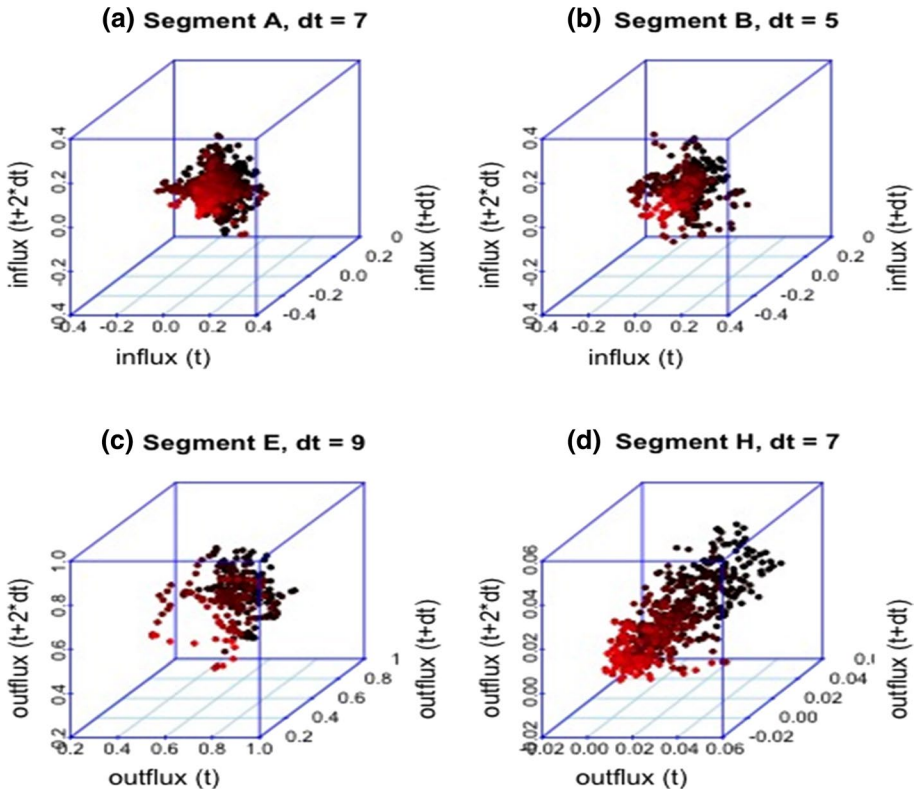 (a) Segment A, dt = 7
influx (t+2*dt)
0.4
0.2
0.0
-0.2
-0.4
-0.4 -0.2 0.0 0.2 0.4
influx (t)
-0.4
-0.2
0.0
0.2
0
influx (t+dt)
(b) Segment B, dt = 5
influx (t+2*dt)
0.4
0.2
0.0
-0.2
-0.4
-0.4 -0.2 0.0 0.2 0.4
influx (t)
-0.4
-0.2
0.0
0.2
0
influx (t+dt)
(c) Segment E, dt = 9
outflux (t+2*dt)
1.0
0.8
0.6
0.4
0.2
0.2 0.4 0.6 0.8 1.0
outflux (t)
0.2
0.4
0.6
0.8
1
outflux (t+dt)
(d) Segment H, dt = 7
outflux (t+2*dt)
0.06
0.04
0.02
0.00
-0.02
-0.02 0.00 0.02 0.04 0.06
outflux (t)
-0.02
0.00
0.02
0.04
outflux (t+dt)